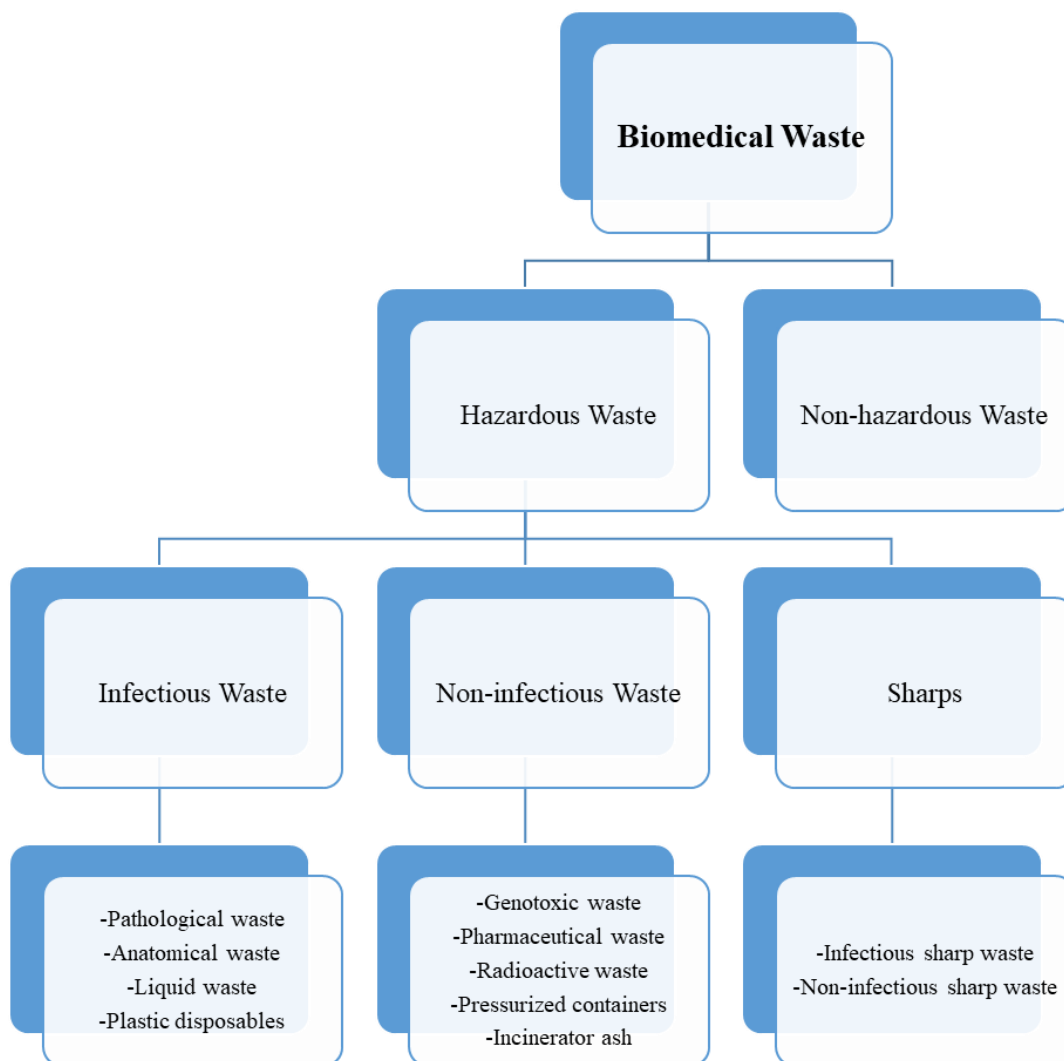 Biomedical Waste
Hazardous Waste
Non-hazardous Waste
Infectious Waste
Non-infectious Waste
Sharps
-Pathological waste
-Anatomical waste
-Liquid waste
-Plastic disposables
-Genotoxic waste
-Pharmaceutical waste
-Radioactive waste
-Pressurized containers
-Incinerator ash
-Infectious sharp waste
-Non-infectious sharp waste